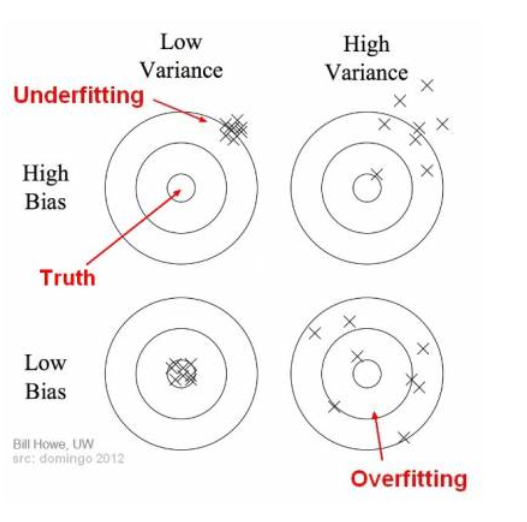 Low
Variance
High
Variance
Underfitting
High
Bias
Truth
Low
Bias
Bill Howe, UW
src: domingo 2012
Overfitting